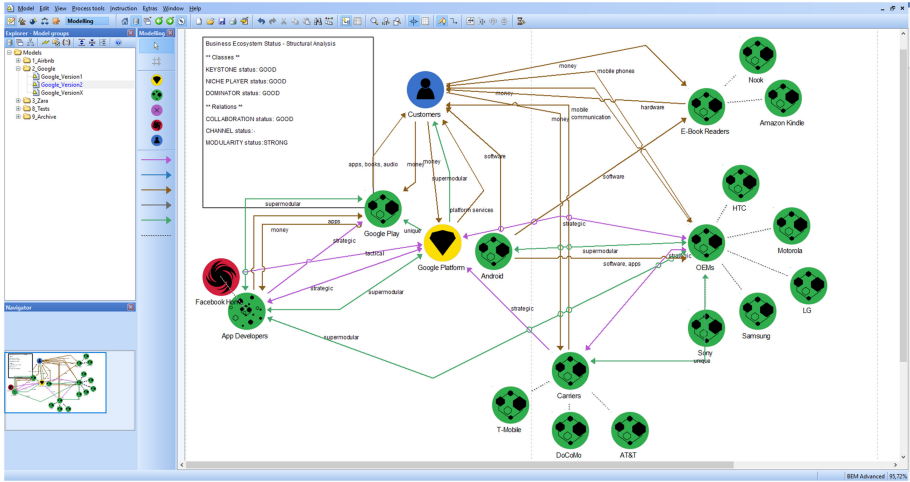 Model Edit View Process tools Instruction Extras Window Help
Modelling
Explorer - Model groups
Modelling
Models
1_Airbnb
2_Google
Google_Version1
Google_Version2
Google_VersionX
3_Zara
8_Tests
9_Archive
Navigator
Business Ecosystem Status - Structural Analysis
** Classes **
KEYSTONE status: GOOD
NICHE PLAYER status: GOOD
DOMINATOR status: GOOD
** Relations **
COLLABORATION status: GOOD
CHANNEL status:-
MODULARITY status:STRONG
Customers
money
mobile phones
money
mobile
communication
money
hardware
Nook
Amazon Kindle
E-Book Readers
apps, books, audio
money
money
software
supermodular
software
platform services
supermodular
HTC
apps
money
Google Play
unique
strategic
strategic
tactical
Google Platform
Android
supermodular
strategic
software, apps
OEMs
Motorola
Facebook Home
strategic
supermodular
App Developers
supermodular
strategic
LG
Samsung
Sony
unique
Carriers
T-Mobile
DoCoMo
AT&T
BEM Advanced 95,72%